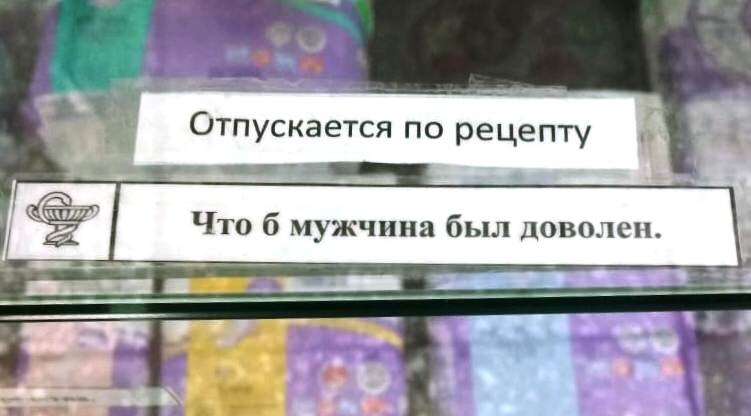 Отпускается по рецепту
Что б мужчина был доволен.